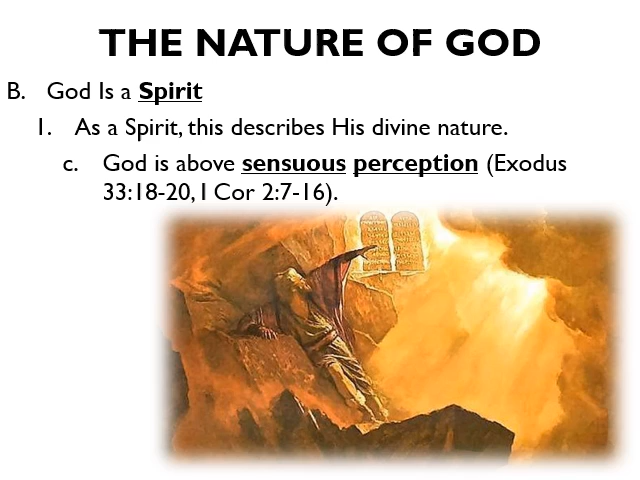 THE NATURE OF GOD
B. God Is a Spirit
1. As a Spirit, this describes His divine nature.
c. God is above sensuous perception (Exodus
33:18-20, I Cor 2:7-16).